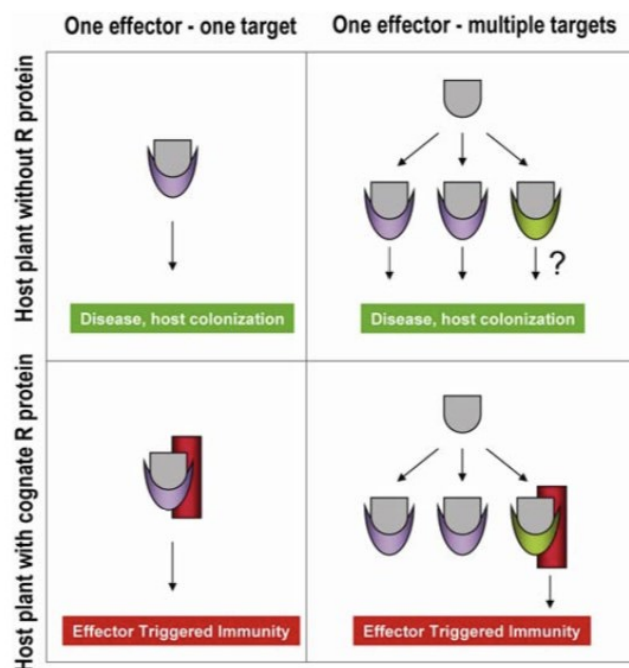 One effector - one target
One effector - multiple targets
Host plant without R protein
?
Disease, host colonization
Disease, host colonization
Host plant with cognate R protein
Effector Triggered Immunity
Effector Triggered Immunity